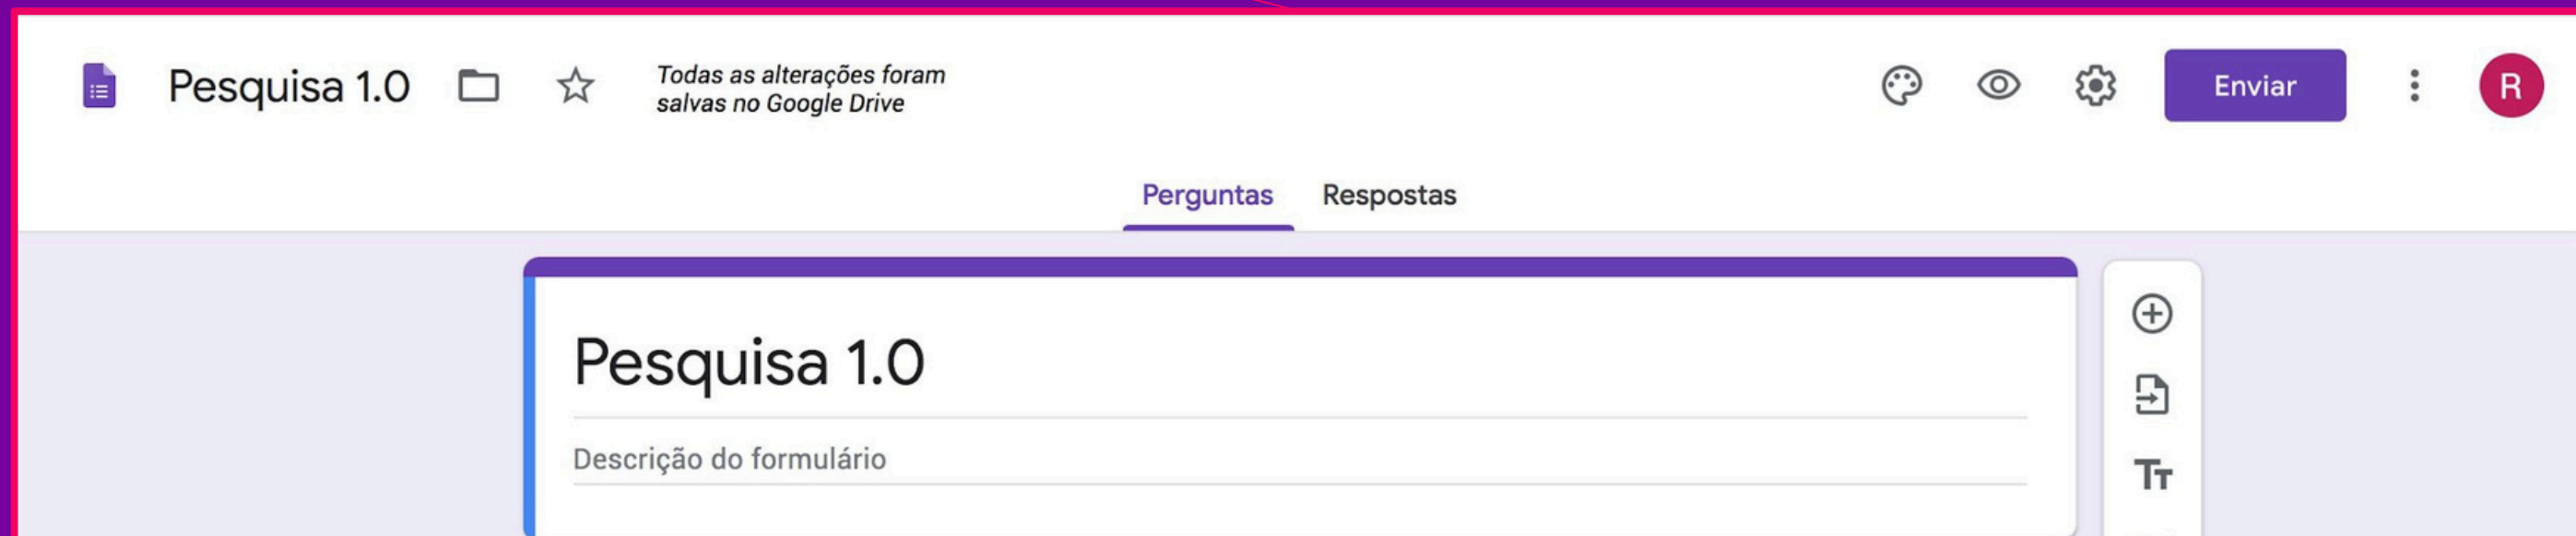 Pesquisa 1.0
Todas as alterações foram
salvas no Google Drive
Enviar
R
Perguntas
Respostas
Pesquisa 1.0
Descrição do formulário
Tт